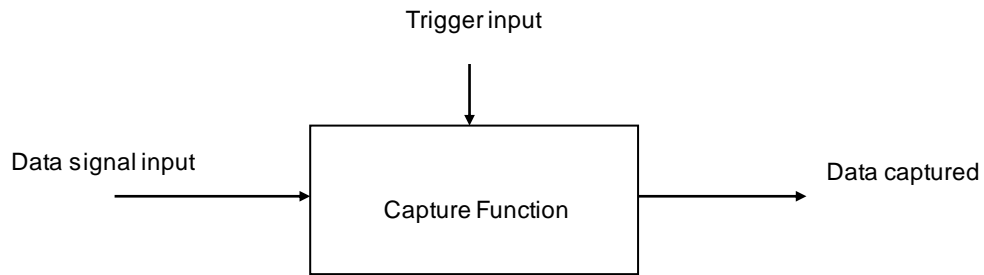 Trigger input
Data signal input
Data captured
Capture Function